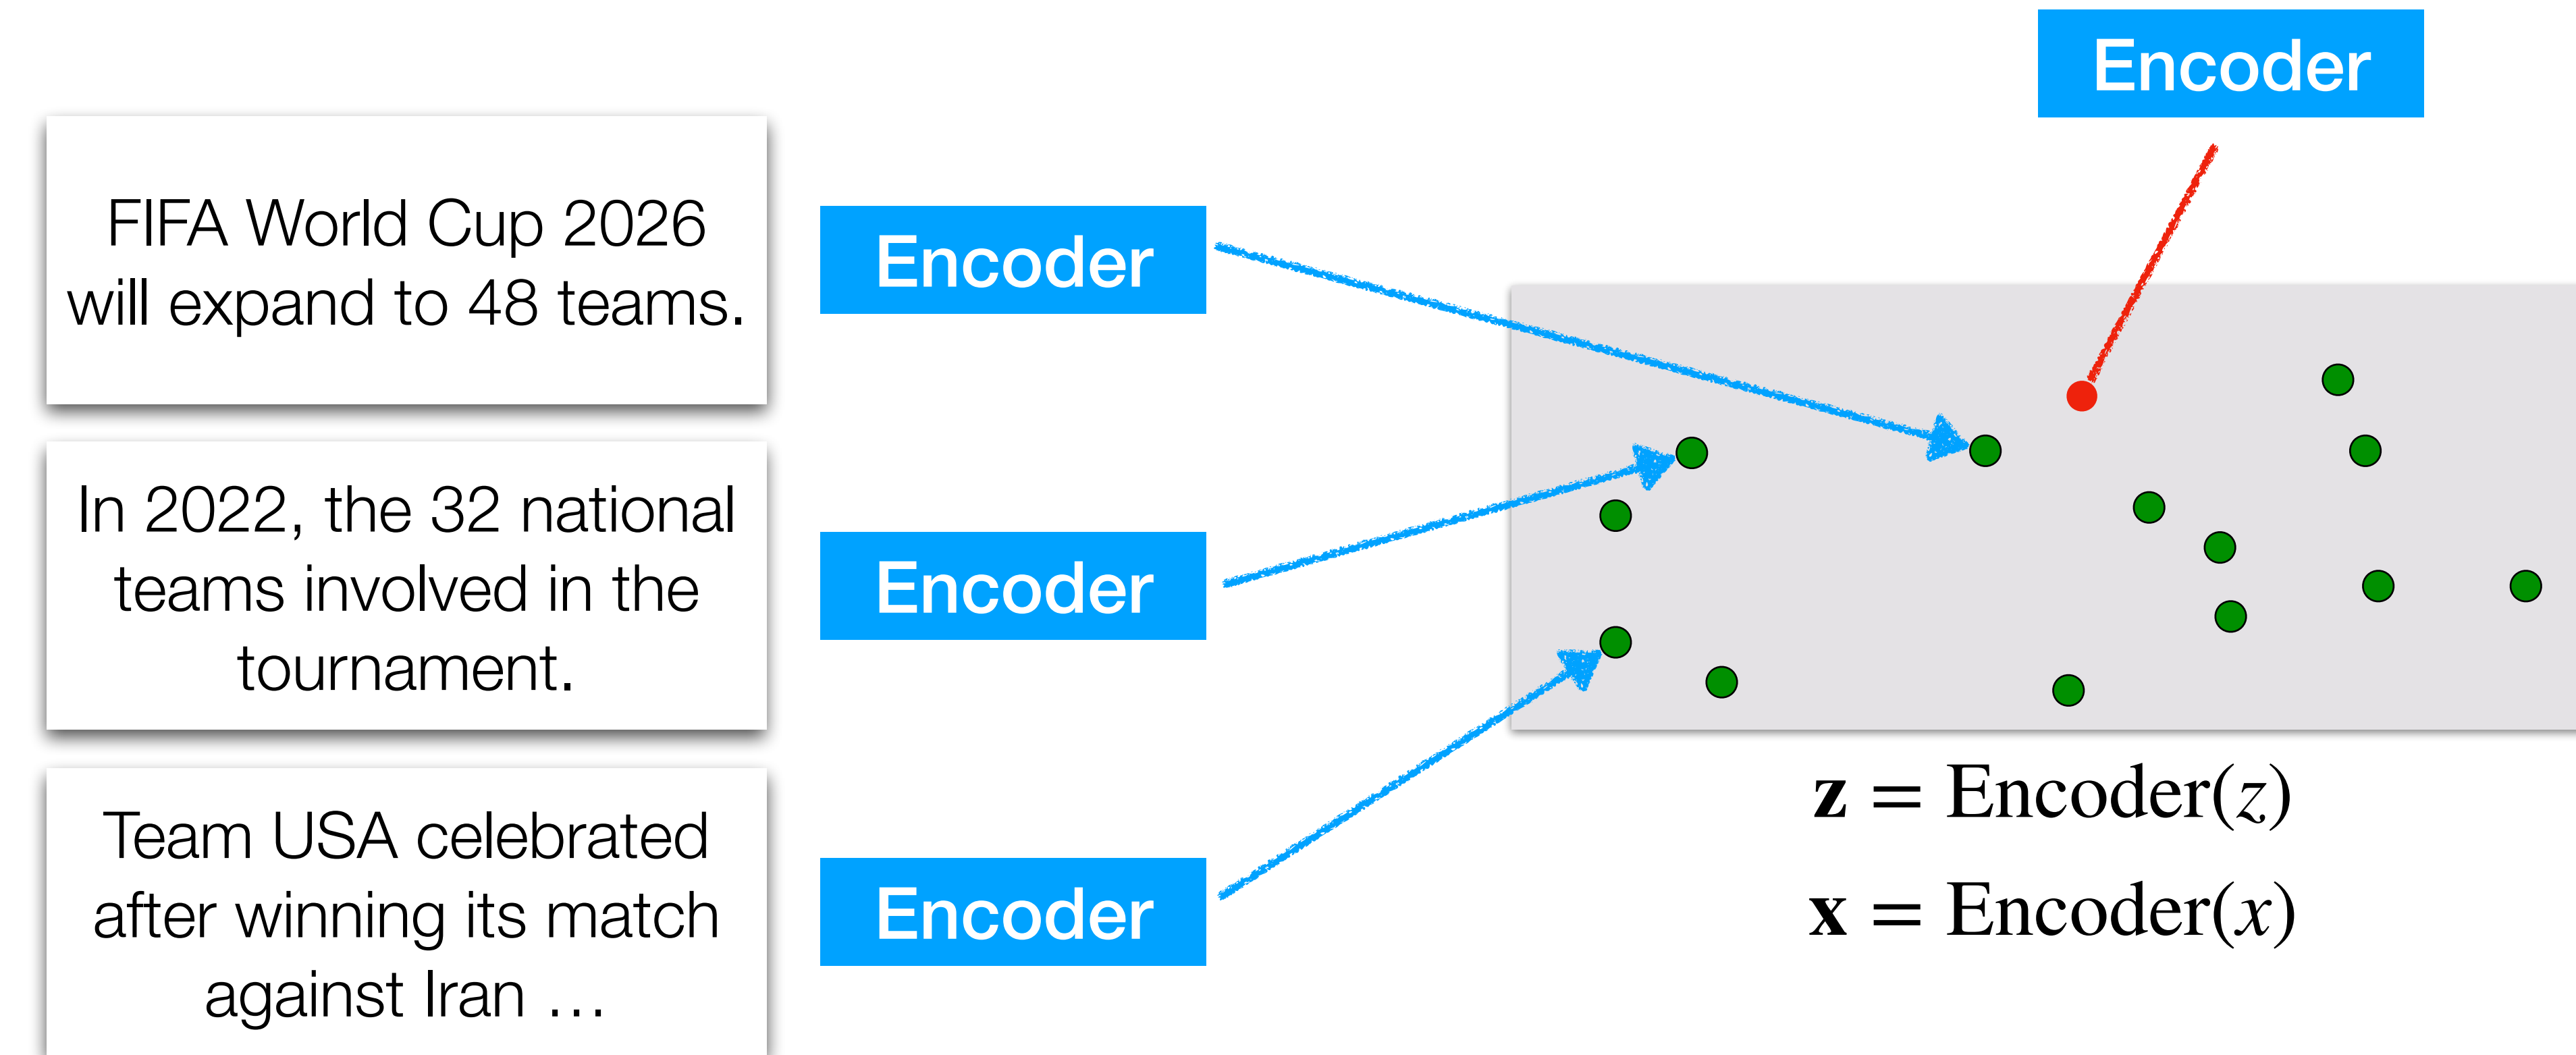 Encoder
FIFA World Cup 2026
will expand to 48 teams.
Encoder
In 2022, the 32 national
teams involved in the
tournament.
Encoder
Team USA celebrated
after winning its match
against Iran …
Encoder
𝐳 = Encoder(𝑧)
𝐱 = Encoder(𝑥)